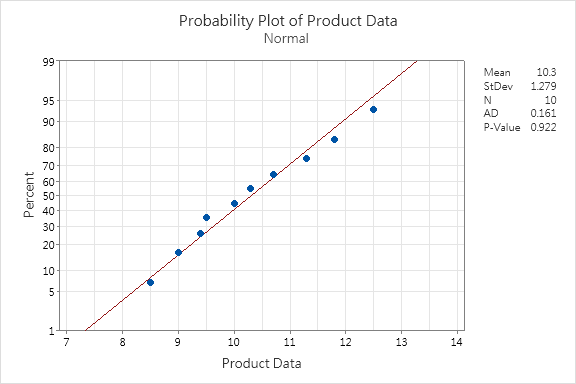 Probability Plot of Product Data
Normal
99
95
90
80
70
60
50
40
30
20
10
5
1
Percent
7 8 9 10 11 12 13 14
Product Data
Mean 10.3
StDev 1.279
N 10
AD 0.161
P-Value 0.922